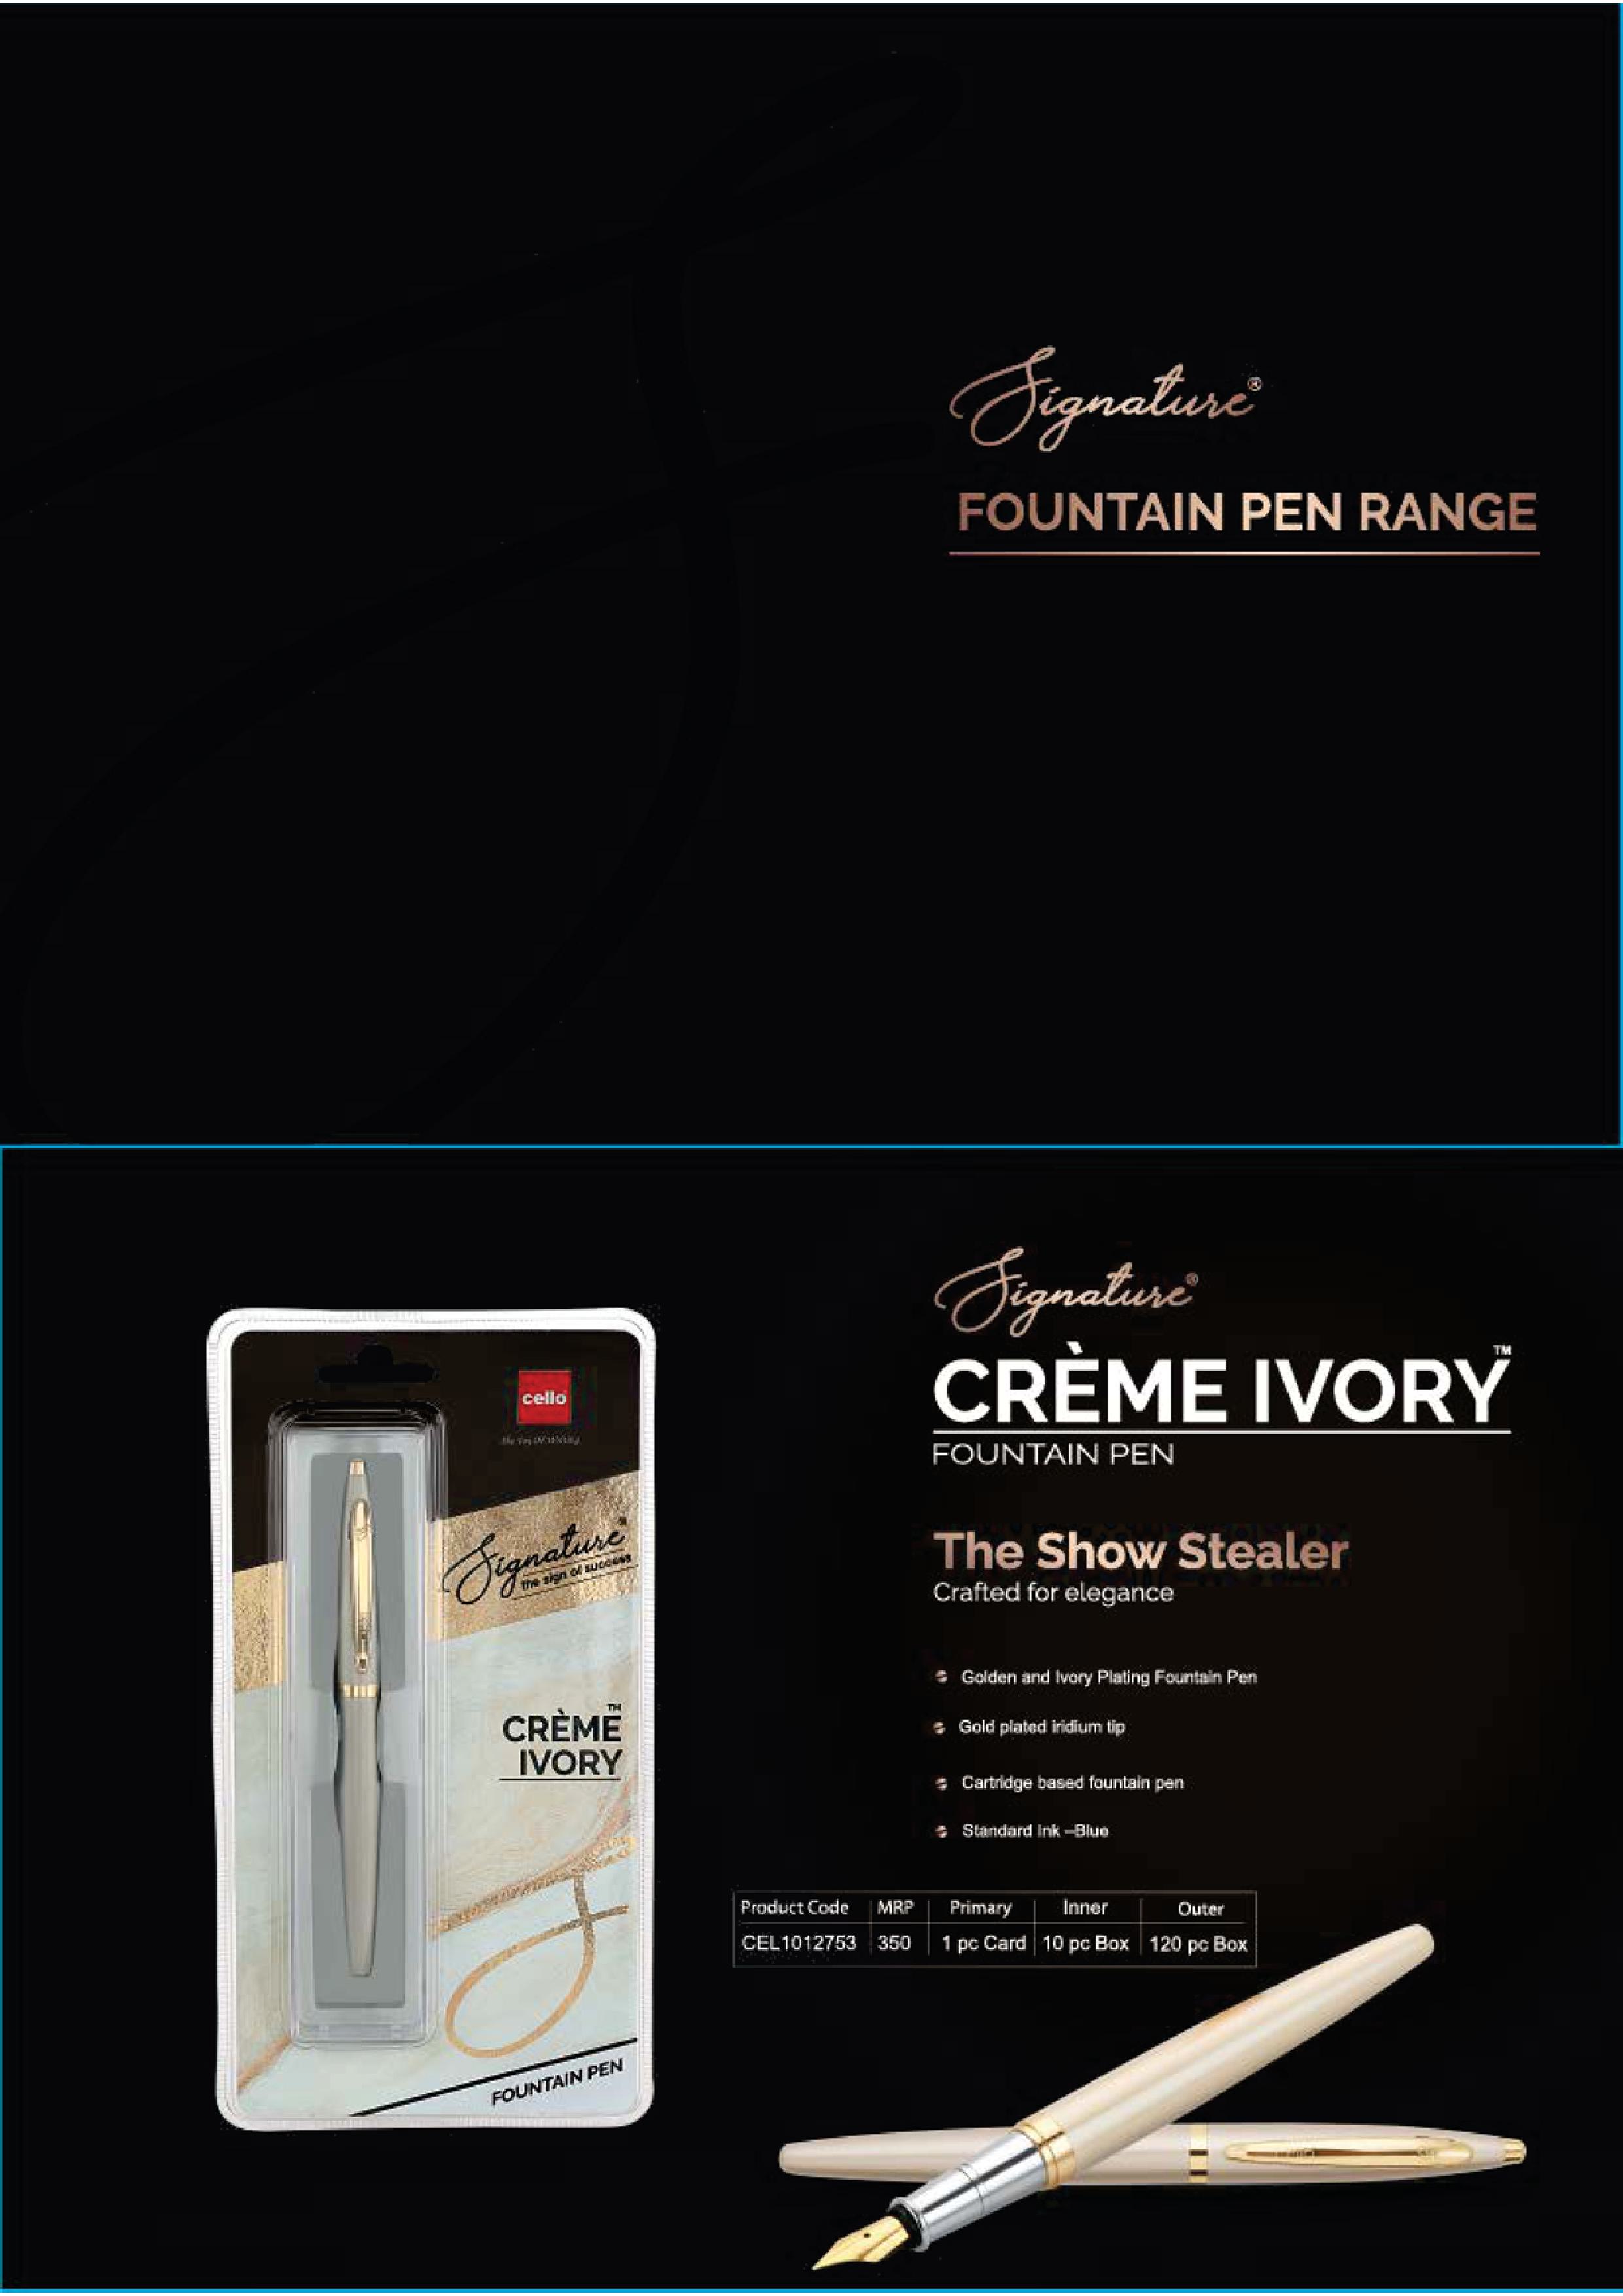 Signature®
FOUNTAIN PEN RANGE
Signature®
CRÈME IVORY™
FOUNTAIN PEN
The Show Stealer
Crafted for elegance
Golden and Ivory Plating Fountain Pen
Gold plated iridium tip
Cartridge based fountain pen
Standard Ink –Blue
Product Code MRP Primary Inner Outer
CEL1012753 350 1 pc Card 10 pc Box 120 pc Box
cello
Signature
the sign of success
CRÈME™
IVORY
FOUNTAIN PEN